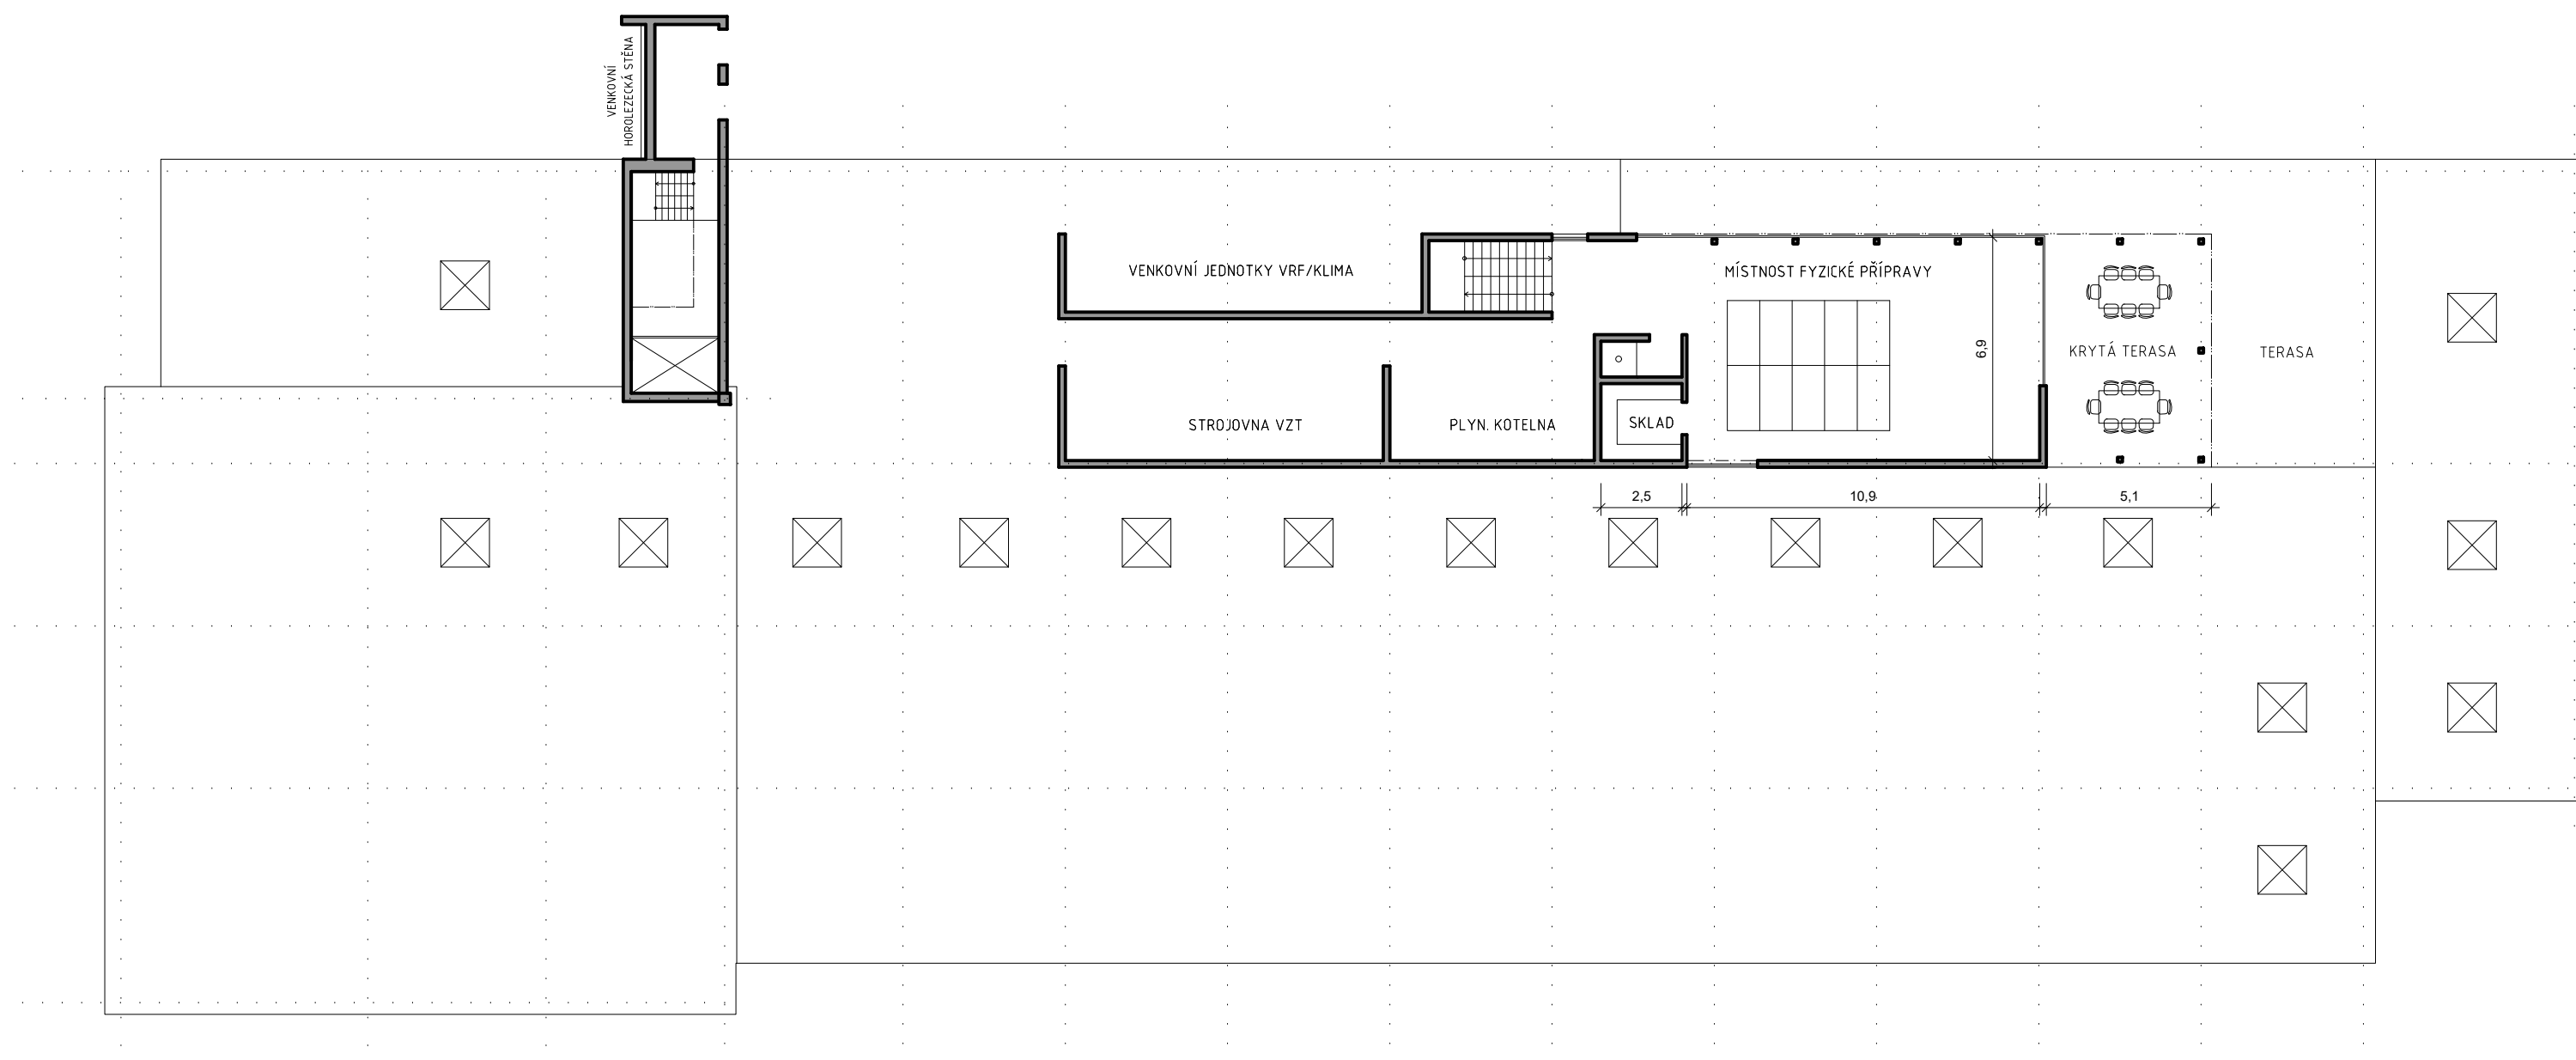 VENKOVNÍ
HOROLEZECKÁ STĚNA
VENKOVNÍ JEDNOTKY VRF/KLIMA
MÍSTNOST FYZICKÉ PŘÍPRAVY
6,9
KRYTÁ TERASA
TERASA
STROJOVNA VZT
PLYN. KOTELNA
SKLAD
2,5
10,9
5,1